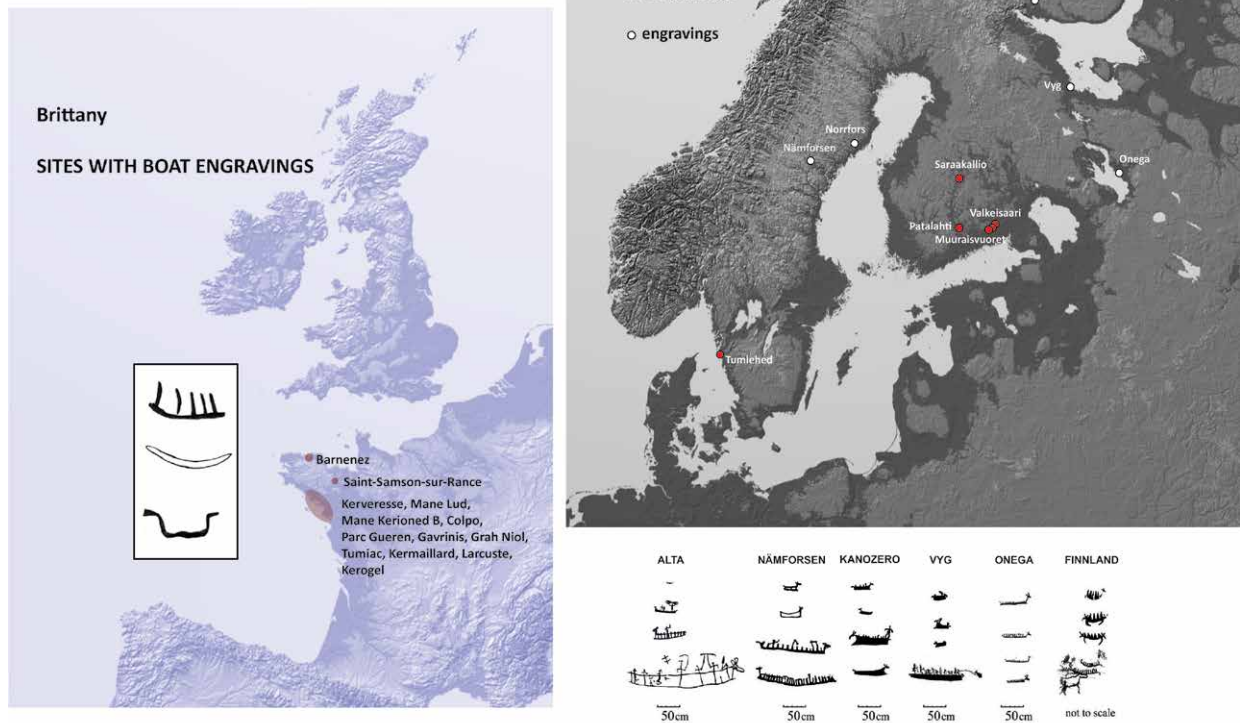 Brittany
SITES WITH BOAT ENGRAVINGS
Barnenez
Saint-Samson-sur-Rance
Kerveresse, Mane Lud,
Mane Kerioned B, Colpo,
Parc Gueren, Gavrinis, Grah Niol,
Tumiac, Kermaillard, Larcuste,
Kerogel
engravings
Vyg
Norrfors
Nämforsen
Onega
Saraakallio
Valkeisaari
Patalahti
Muuraisvuoret
Tumlehed
ALTA NÄMFORSEN KANOZERO VYG ONEGA FINNLAND
50cm 50cm 50cm 50cm 50cm not to scale